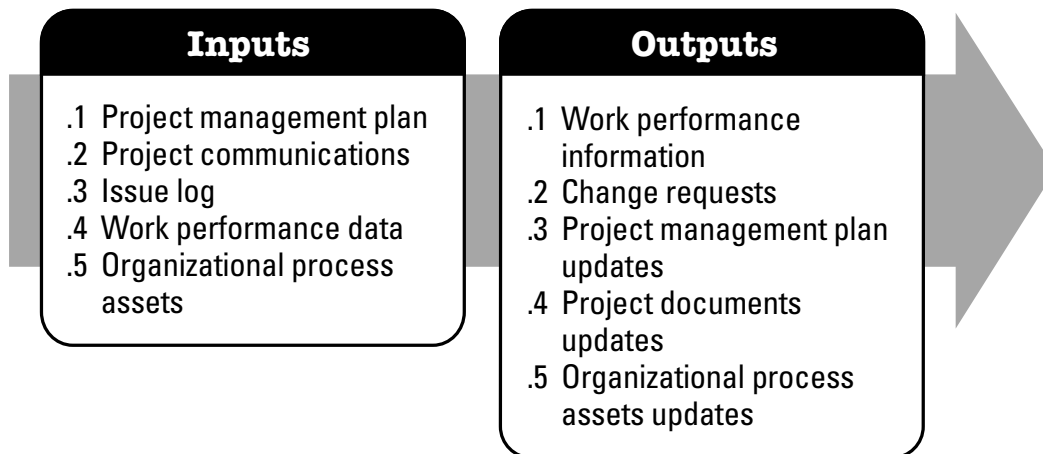 Inputs
.1 Project management plan
.2 Project communications
.3 Issue log
.4 Work performance data
.5 Organizational process
assets
Outputs
.1 Work performance
information
.2 Change requests
.3 Project management plan
updates
.4 Project documents
updates
.5 Organizational process
assets updates